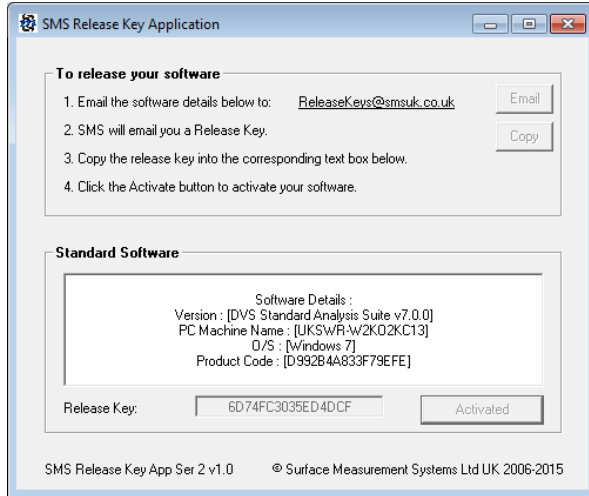 SMS Release Key Application
To release your software
1. Email the software details below to: ReleaseKeys@smsuk.co.uk
Email
2. SMS will email you a Release Key.
Copy
3. Copy the release key into the corresponding text box below.
4. Click the Activate button to activate your software.
Standard Software
Software Details :
Version : [DVS Standard Analysis Suite v7.0.0]
PC Machine Name : [UKSWR-W2KO2KC13]
O/S : [Windows 7]
Product Code : [D992B4A833F79EFE]
Release Key: 6D74FC3035ED4DCF Activated
SMS Release Key App Ser 2 v1.0 © Surface Measurement Systems Ltd UK 2006-2015